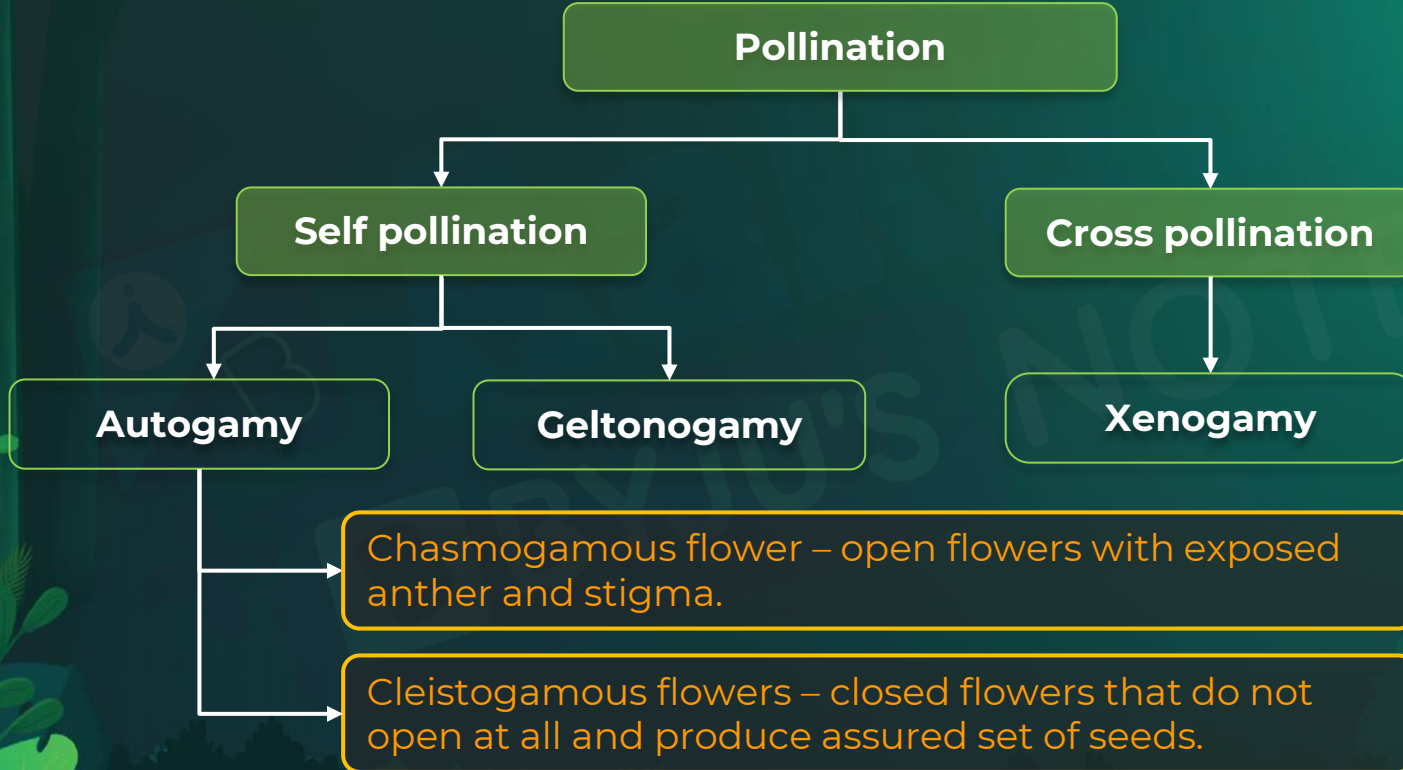 Pollination
Self pollination
Cross pollination
Autogamy
Geltonogamy
Xenogamy
Chasmogamous flower – open flowers with exposed
anther and stigma.
Cleistogamous flowers – closed flowers that do not
open at all and produce assured set of seeds.
BYJU'S